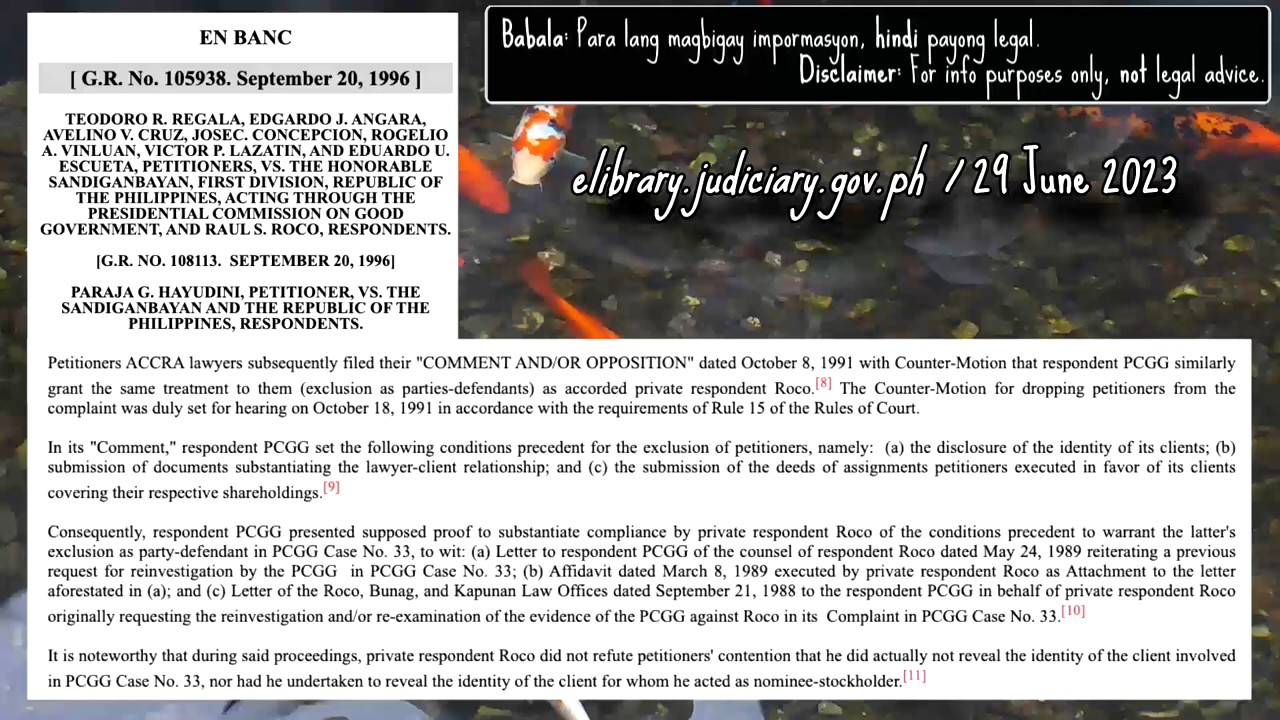 EN BANC
[ G.R. No. 105938. September 20, 1996 ]
TEODORO R. REGALA, EDGARDO J. ANGARA,
AVELINO V. CRUZ, JOSEC. CONCEPCION, ROGELIO
A. VINLUAN, VICTOR P. LAZATIN, AND EDUARDO U.
ESCUETA, PETITIONERS, VS. THE HONORABLE
SANDIGANBAYAN, FIRST DIVISION, REPUBLIC OF
THE PHILIPPINES, ACTING THROUGH THE
PRESIDENTIAL COMMISSION ON GOOD
GOVERNMENT, AND RAUL S. ROCO, RESPONDENTS.
[G.R. NO. 108113. SEPTEMBER 20, 1996]
PARAJA G. HAYUDINI, PETITIONER, VS. THE
SANDIGANBAYAN AND THE REPUBLIC OF THE
PHILIPPINES, RESPONDENTS.
Babala: Para lang magbigay impormasyon, hindi payong legal.
Disclaimer: For info purposes only, not legal advice.
elibrary.judiciary.gov.ph / 29 June 2023
Petitioners ACCRA lawyers subsequently filed their "COMMENT AND/OR OPPOSITION" dated October 8, 1991 with Counter-Motion that respondent PCGG similarly
grant the same treatment to them (exclusion as parties-defendants) as accorded private respondent Roco.[8] The Counter-Motion for dropping petitioners from the
complaint was duly set for hearing on October 18, 1991 in accordance with the requirements of Rule 15 of the Rules of Court.
In its "Comment," respondent PCGG set the following conditions precedent for the exclusion of petitioners, namely: (a) the disclosure of the identity of its clients; (b)
submission of documents substantiating the lawyer-client relationship; and (c) the submission of the deeds of assignments petitioners executed in favor of its clients
covering their respective shareholdings.[9]
Consequently, respondent PCGG presented supposed proof to substantiate compliance by private respondent Roco of the conditions precedent to warrant the latter's
exclusion as party-defendant in PCGG Case No. 33, to wit: (a) Letter to respondent PCGG of the counsel of respondent Roco dated May 24, 1989 reiterating a previous
request for reinvestigation by the PCGG in PCGG Case No. 33; (b) Affidavit dated March 8, 1989 executed by private respondent Roco as Attachment to the letter
aforestated in (a); and (c) Letter of the Roco, Bunag, and Kapunan Law Offices dated September 21, 1988 to the respondent PCGG in behalf of private respondent Roco
originally requesting the reinvestigation and/or re-examination of the evidence of the PCGG against Roco in its Complaint in PCGG Case No. 33.[10]
It is noteworthy that during said proceedings, private respondent Roco did not refute petitioners' contention that he did actually not reveal the identity of the client involved
in PCGG Case No. 33, nor had he undertaken to reveal the identity of the client for whom he acted as nominee-stockholder.[11]